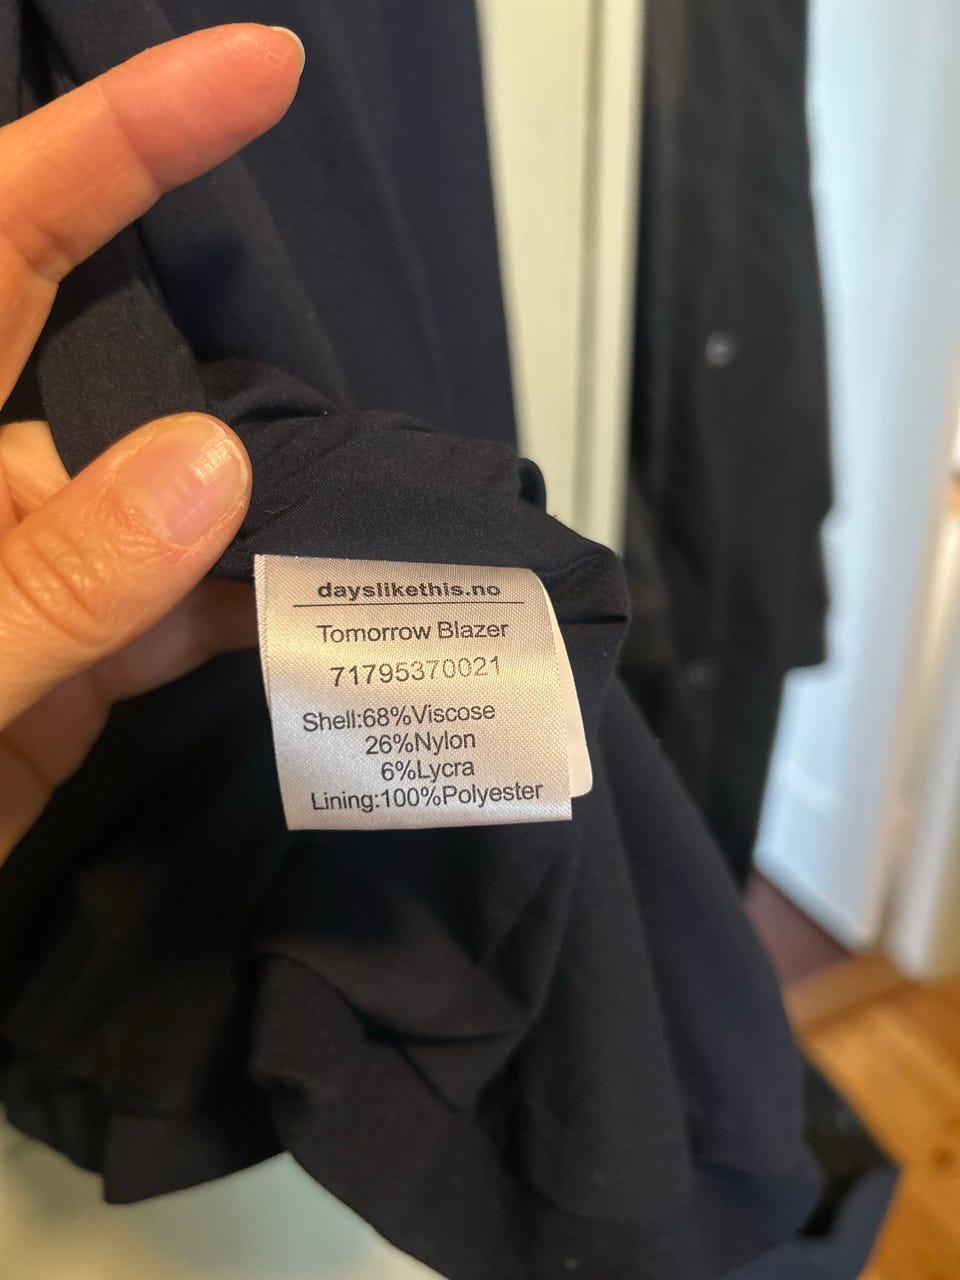 dayslikethis.no
Tomorrow Blazer
71795370021
Shell:68%Viscose
26%Nylon
6%Lycra
Lining:100%Polyester